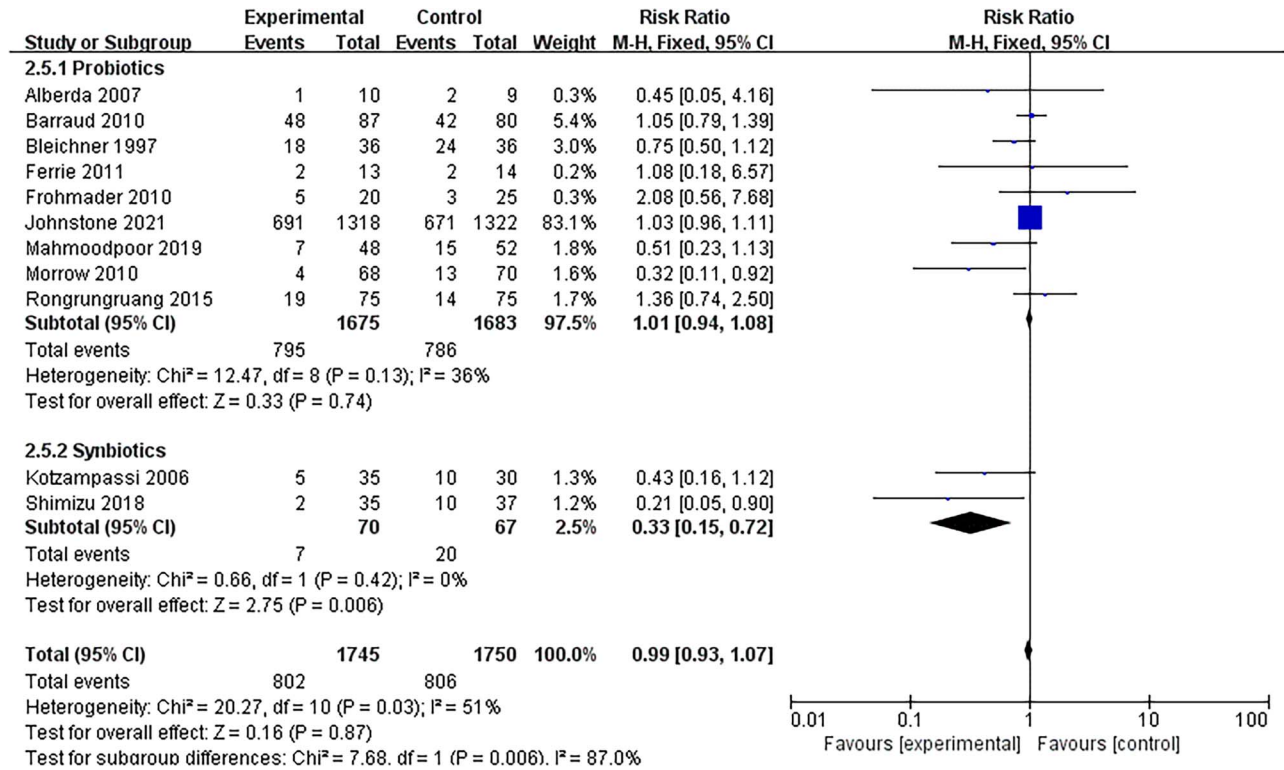 Experimental Control Risk Ratio Risk Ratio
Study or Subgroup Events Total Events Total Weight M-H, Fixed, 95% CI M-H, Fixed, 95% CI
2.5.1 Probiotics
Alberda 2007 1 10 2 9 0.3% 0.45 [0.05, 4.16]
Barraud 2010 48 87 42 80 5.4% 1.05 [0.79, 1.39]
Bleichner 1997 18 36 24 36 3.0% 0.75 [0.50, 1.12]
Ferrie 2011 2 13 2 14 0.2% 1.08 [0.18, 6.57]
Frohmader 2010 5 20 3 25 0.3% 2.08 [0.56, 7.68]
Johnstone 2021 691 1318 671 1322 83.1% 1.03 [0.96, 1.11]
Mahmoodpoor 2019 7 48 15 52 1.8% 0.51 [0.23, 1.13]
Morrow 2010 4 68 13 70 1.6% 0.32 [0.11, 0.92]
Rongrungruang 2015 19 75 14 75 1.7% 1.36 [0.74, 2.50]
Subtotal (95% CI) 1675 1683 97.5% 1.01 [0.94, 1.08]
Total events 795 786
Heterogeneity: Chi² = 12.47, df = 8 (P = 0.13); I² = 36%
Test for overall effect: Z = 0.33 (P = 0.74)
2.5.2 Synbiotics
Kotzampassi 2006 5 35 10 30 1.3% 0.43 [0.16, 1.12]
Shimizu 2018 2 35 10 37 1.2% 0.21 [0.05, 0.90]
Subtotal (95% CI) 70 67 2.5% 0.33 [0.15, 0.72]
Total events 7 20
Heterogeneity: Chi² = 0.66, df = 1 (P = 0.42); I² = 0%
Test for overall effect: Z = 2.75 (P = 0.006)
Total (95% CI) 1745 1750 100.0% 0.99 [0.93, 1.07]
Total events 802 806
Heterogeneity: Chi² = 20.27, df = 10 (P = 0.03); I² = 51%
Test for overall effect: Z = 0.16 (P = 0.87)
Test for subgroup differences: Chi² = 7.68, df = 1 (P = 0.006), I² = 87.0%
0.01 0.1 1 10 100
Favours [experimental] Favours [control]